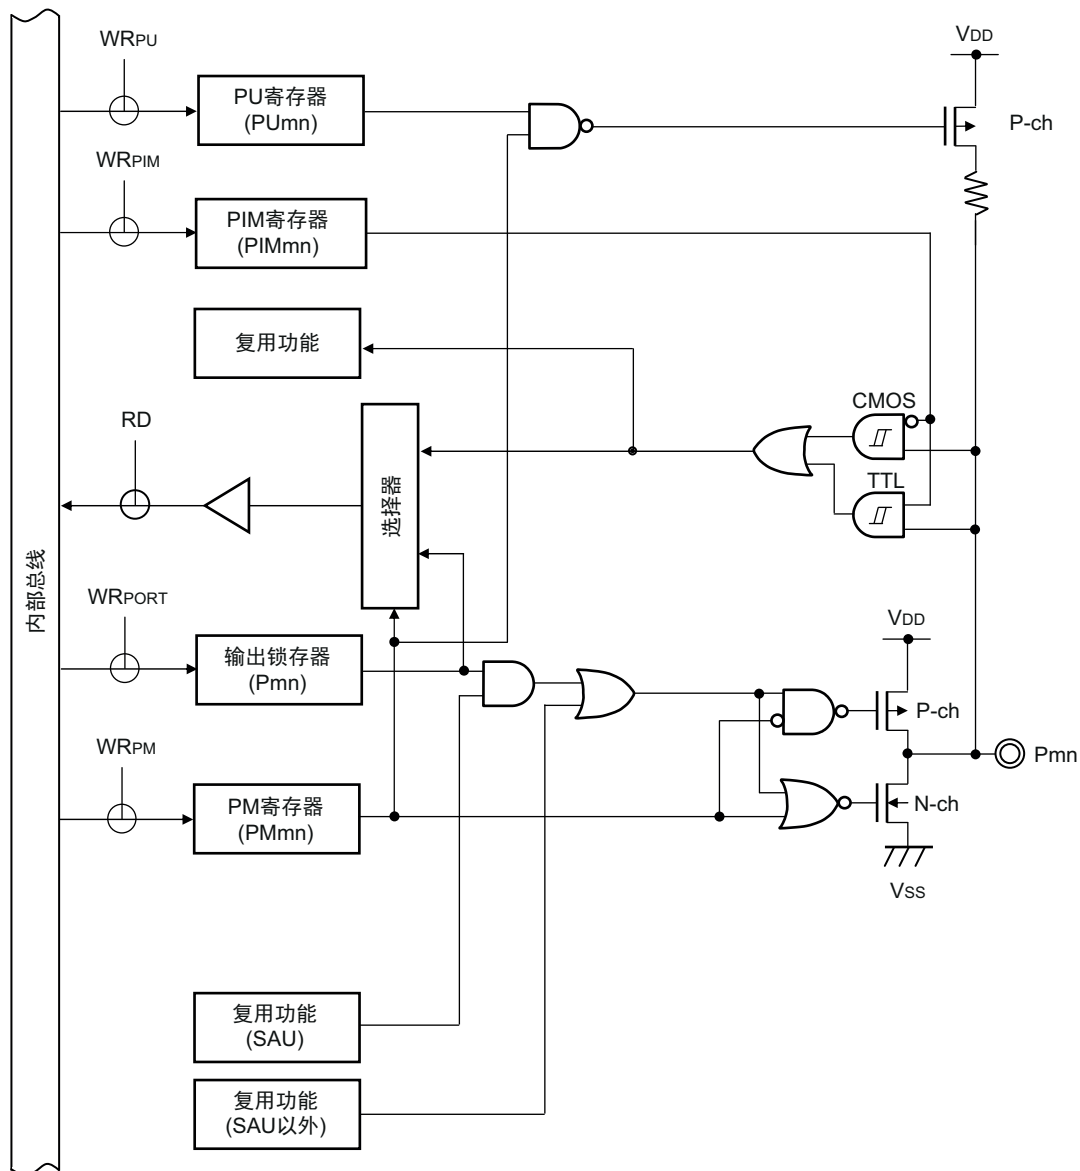 WRPU
VDD
PU寄存器
(PUmn)
P-ch
WRPIM
PIM寄存器
(PIMmn)
复用功能
CMOS
RD
TTL
选择器
内部总线
WRPORT
VDD
输出锁存器
(Pmn)
P-ch
WRPM
Pmn
PM寄存器
(PMmn)
N-ch
VSS
复用功能
(SAU)
复用功能
(SAU以外)